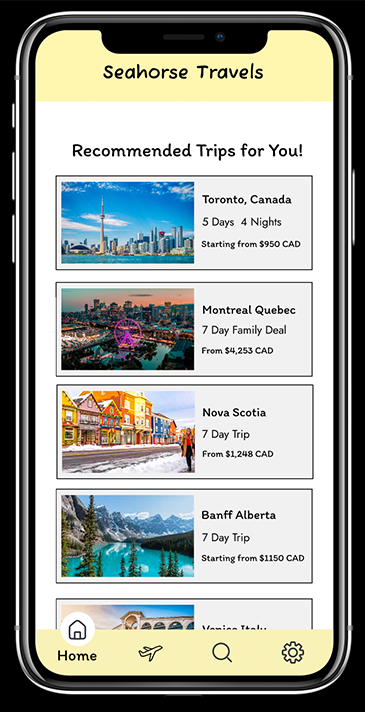 Seahorse Travels
Recommended Trips for You!
Toronto, Canada
5 Days 4 Nights
Starting from $950 CAD
Montreal Quebec
7 Day Family Deal
From $4,253 CAD
Nova Scotia
7 Day Trip
From $1,248 CAD
Banff Alberta
7 Day Trip
Starting from $1150 CAD
Venice Italy
Home